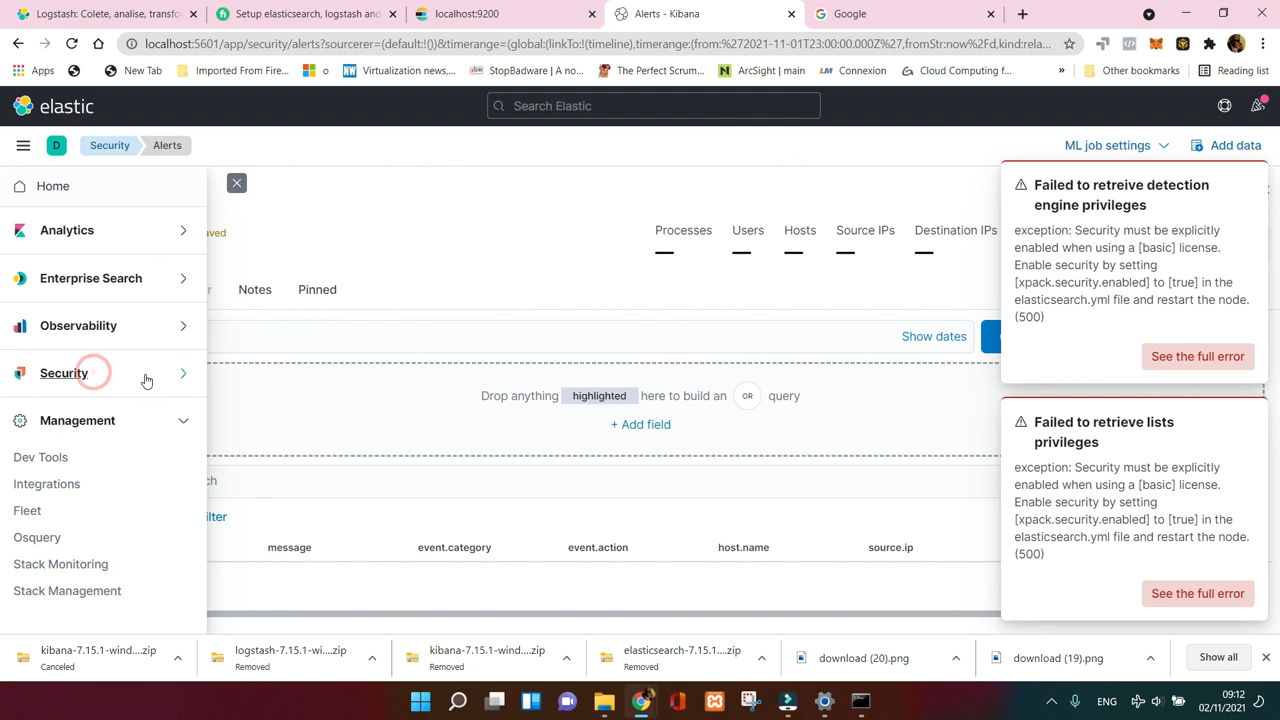 Logstash: Colete, analise, transfo
Setup elasticsearch, logstash and
localhost:9200
Alerts - Kibana
Google
localhost:5601/app/security/alerts?sourcerer=(default:!())&timerange=(global:(linkTo:!(timeline),timerange:(from:%272021-11-01T23:00:00.000Z%27,fromStr:now%2Fd,kind:rela...
Apps
New Tab
Imported From Fire...
o
Virtualization news,...
StopBadware | A no...
The Perfect Scrum...
ArcSight | main
Connexion
Cloud Computing f...
»
Other bookmarks
Reading list
elastic
Search Elastic
D
Security
Alerts
ML job settings
Add data
Home
Analytics
Enterprise Search
Observability
Security
Management
Dev Tools
Integrations
Fleet
Osquery
Stack Monitoring
Stack Management
aved
Processes
Users
Hosts
Source IPs
Destination IPs
r
Notes
Pinned
Show dates
Drop anything highlighted here to build an OR query
+ Add field
ch
ilter
message
event.category
event.action
host.name
source.ip
Failed to retreive detection
engine privileges
exception: Security must be explicitly
enabled when using a [basic] license.
Enable security by setting
[xpack.security.enabled] to [true] in the
elasticsearch.yml file and restart the node.
(500)
See the full error
Failed to retrieve lists
privileges
exception: Security must be explicitly
enabled when using a [basic] license.
Enable security by setting
[xpack.security.enabled] to [true] in the
elasticsearch.yml file and restart the node.
(500)
See the full error
kibana-7.15.1-wind....zip
Canceled
logstash-7.15.1-wi....zip
Removed
kibana-7.15.1-wind....zip
Removed
elasticsearch-7.15.1....zip
Removed
download (20).png
download (19).png
Show all
ENG
09:12
02/11/2021